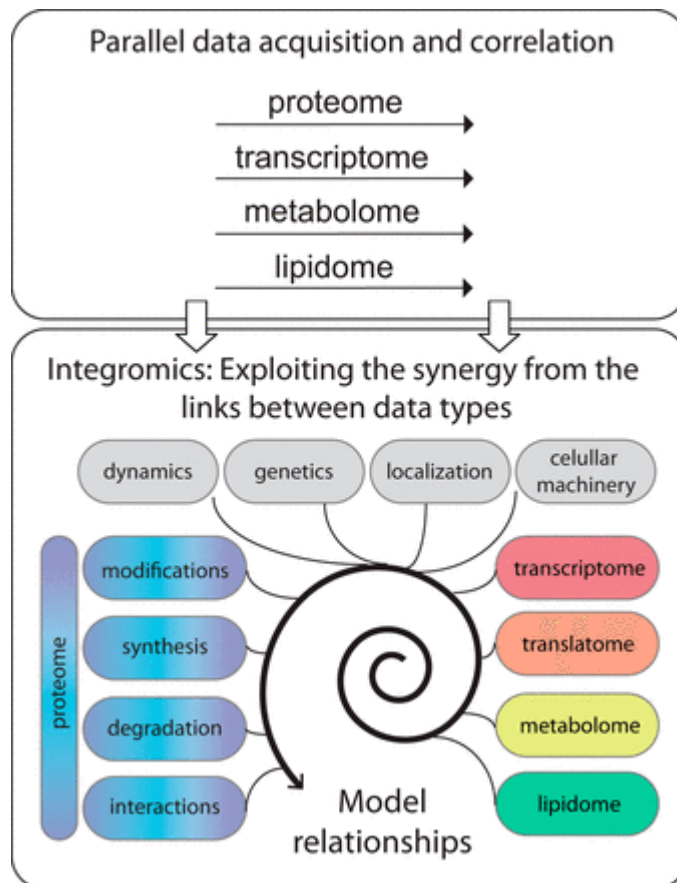 Parallel data acquisition and correlation
proteome
transcriptome
metabolome
lipidome
Integromics: Exploiting the synergy from the
links between data types
dynamics
genetics
localization
celullar
machinery
proteome
modifications
synthesis
degradation
interactions
transcriptome
translatome
metabolome
lipidome
Model
relationships